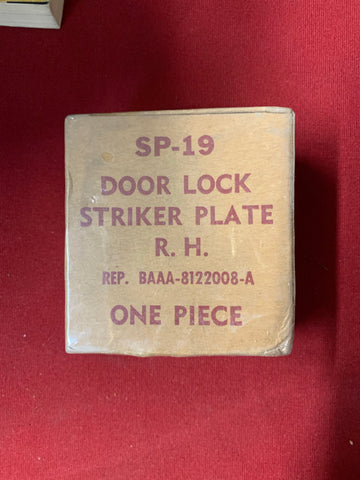 SP-19
DOOR LOCK
STRIKER PLATE
R. H.
REP. BAAA-8122008-A
ONE PIECE